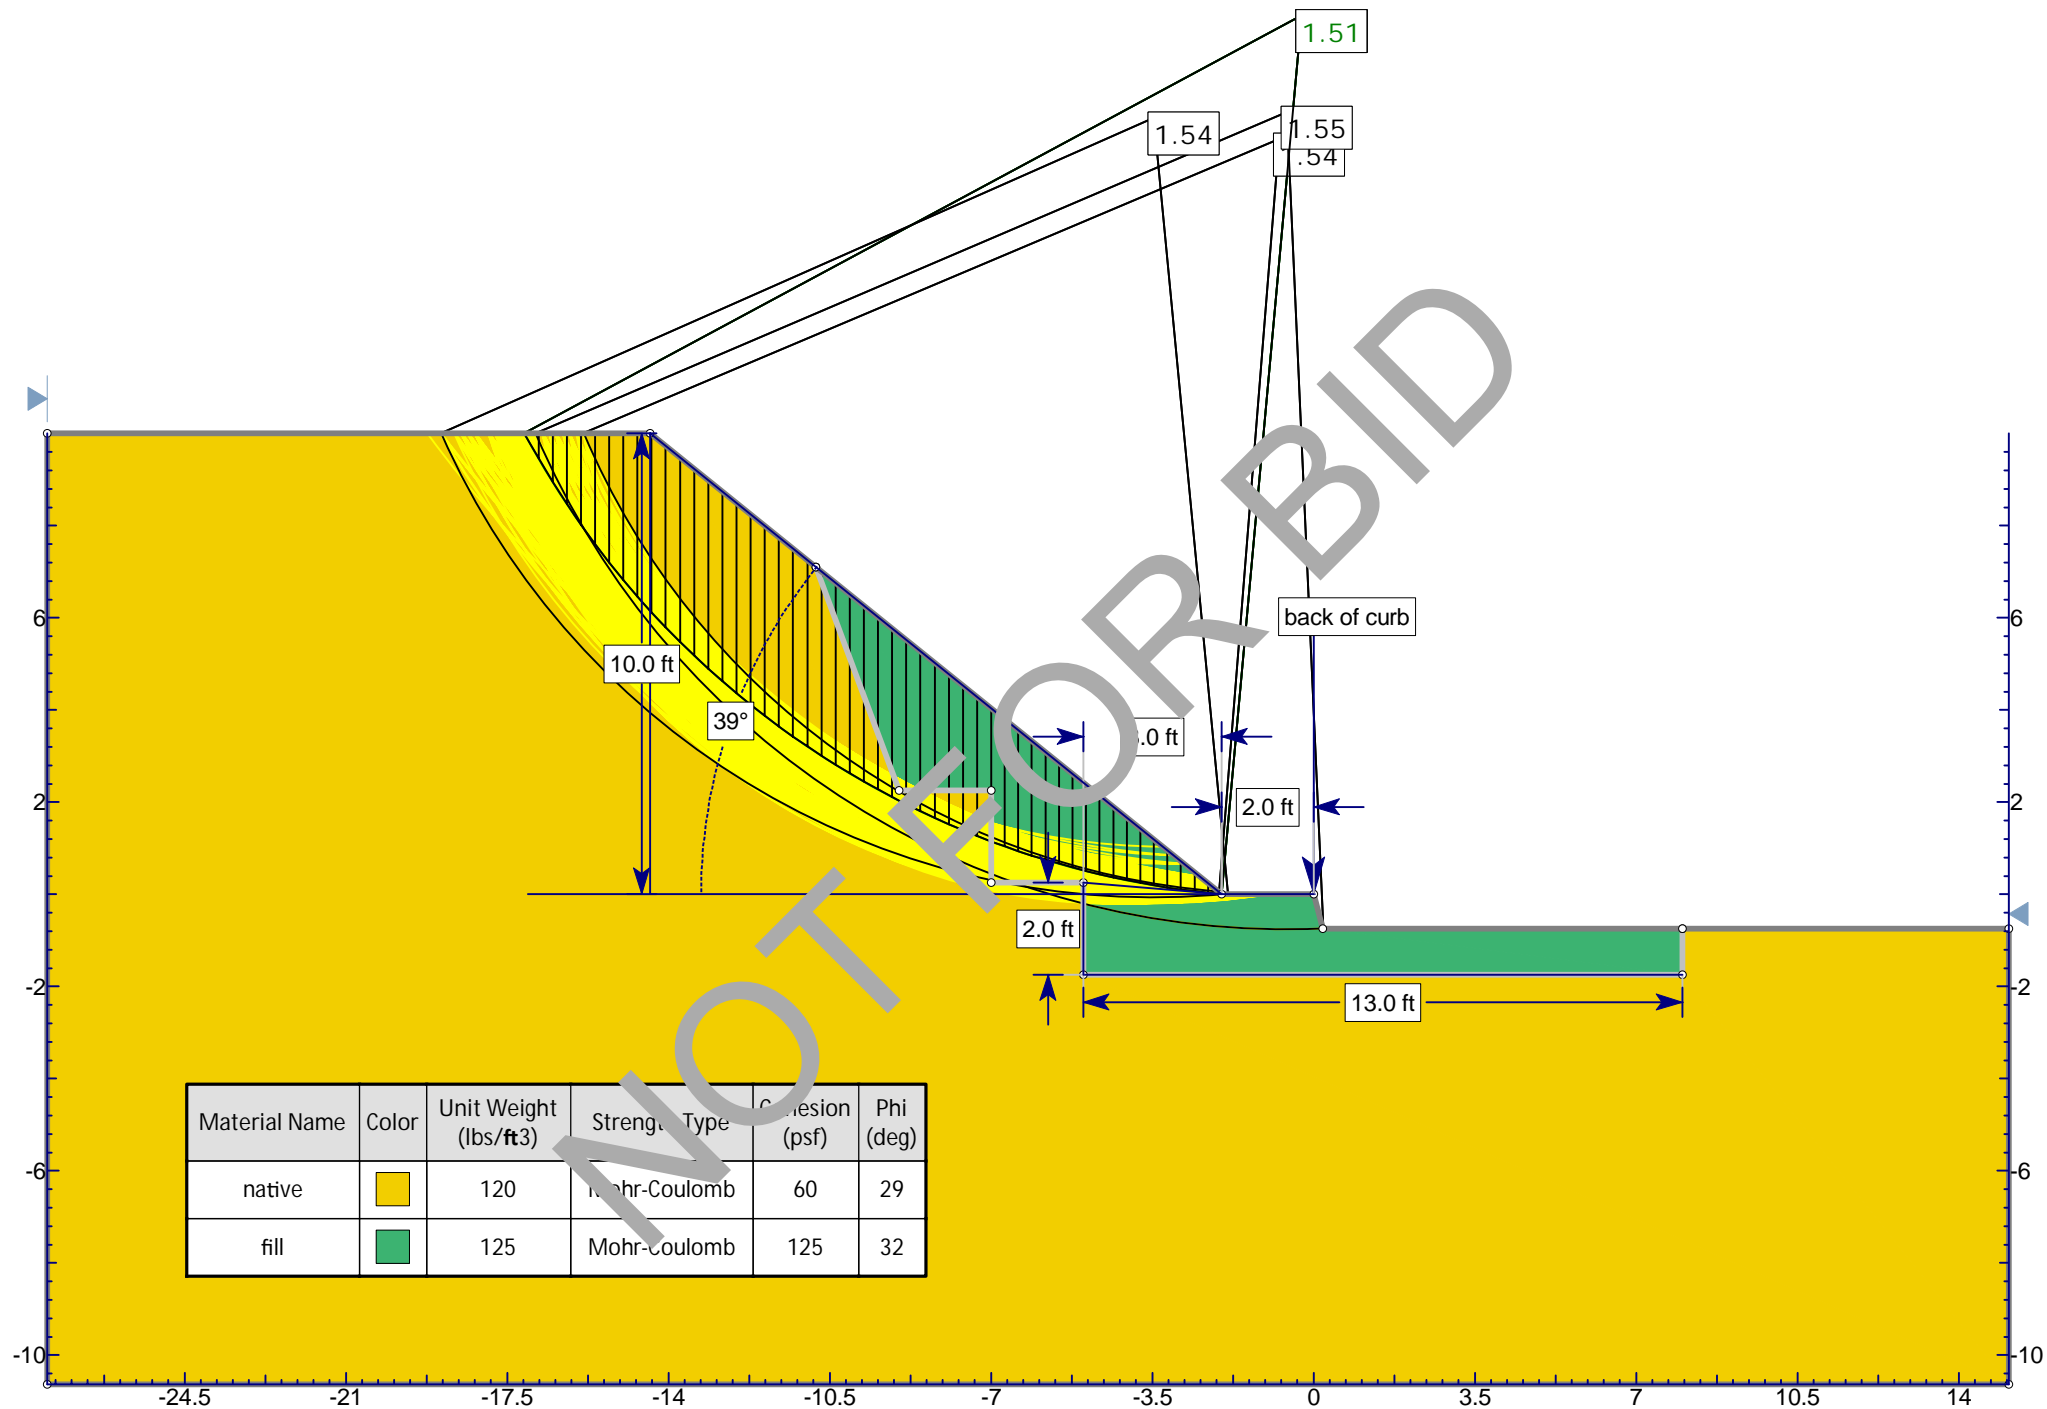 1.51
1.54
1.55
.54
back of curb
10.0 ft
39°
.0 ft
2.0 ft
2.0 ft
13.0 ft
NOT FOR BID
6
2
-2
-6
-10
6
2
-2
-6
-10
Material Name Color Unit Weight (lbs/ft3) Strength Type Cohesion (psf) Phi (deg)
native 120 Mohr-Coulomb 60 29
fill 125 Mohr-Coulomb 125 32
-24.5 -21 -17.5 -14 -10.5 -7 -3.5 0 3.5 7 10.5 14